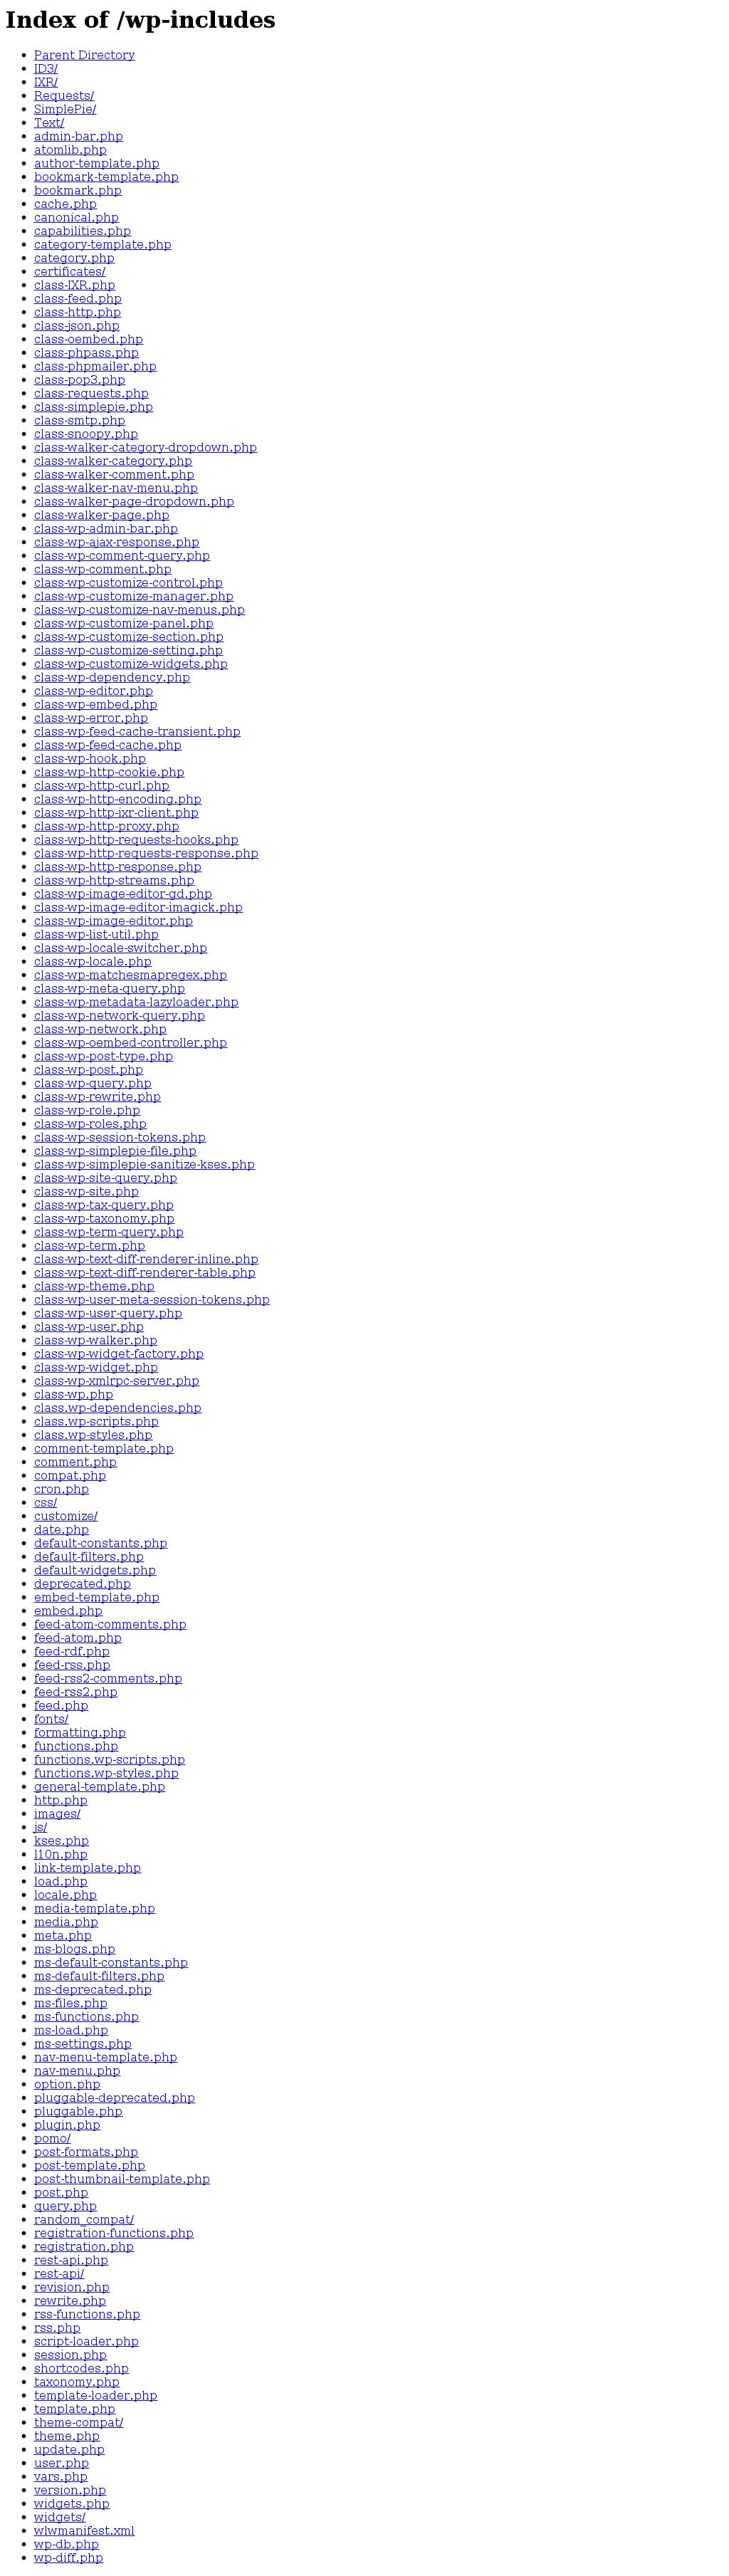 Index of /wp-includes
Parent Directory
ID3/
IXR/
Requests/
SimplePie/
Text/
admin-bar.php
atomlib.php
author-template.php
bookmark-template.php
bookmark.php
cache.php
canonical.php
capabilities.php
category-template.php
category.php
certificates/
class-IXR.php
class-feed.php
class-http.php
class-json.php
class-oembed.php
class-phpass.php
class-phpmailer.php
class-pop3.php
class-requests.php
class-simplepie.php
class-smtp.php
class-snoopy.php
class-walker-category-dropdown.php
class-walker-category.php
class-walker-comment.php
class-walker-nav-menu.php
class-walker-page-dropdown.php
class-walker-page.php
class-wp-admin-bar.php
class-wp-ajax-response.php
class-wp-comment-query.php
class-wp-comment.php
class-wp-customize-control.php
class-wp-customize-manager.php
class-wp-customize-nav-menus.php
class-wp-customize-panel.php
class-wp-customize-section.php
class-wp-customize-setting.php
class-wp-customize-widgets.php
class-wp-dependency.php
class-wp-editor.php
class-wp-embed.php
class-wp-error.php
class-wp-feed-cache-transient.php
class-wp-feed-cache.php
class-wp-hook.php
class-wp-http-cookie.php
class-wp-http-curl.php
class-wp-http-encoding.php
class-wp-http-ixr-client.php
class-wp-http-proxy.php
class-wp-http-requests-hooks.php
class-wp-http-requests-response.php
class-wp-http-response.php
class-wp-http-streams.php
class-wp-image-editor-gd.php
class-wp-image-editor-imagick.php
class-wp-image-editor.php
class-wp-list-util.php
class-wp-locale-switcher.php
class-wp-locale.php
class-wp-matchesmapregex.php
class-wp-meta-query.php
class-wp-metadata-lazyloader.php
class-wp-network-query.php
class-wp-network.php
class-wp-oembed-controller.php
class-wp-post-type.php
class-wp-post.php
class-wp-query.php
class-wp-rewrite.php
class-wp-role.php
class-wp-roles.php
class-wp-session-tokens.php
class-wp-simplepie-file.php
class-wp-simplepie-sanitize-kses.php
class-wp-site-query.php
class-wp-site.php
class-wp-tax-query.php
class-wp-taxonomy.php
class-wp-term-query.php
class-wp-term.php
class-wp-text-diff-renderer-inline.php
class-wp-text-diff-renderer-table.php
class-wp-theme.php
class-wp-user-meta-session-tokens.php
class-wp-user-query.php
class-wp-user.php
class-wp-walker.php
class-wp-widget-factory.php
class-wp-widget.php
class-wp-xmlrpc-server.php
class-wp.php
class.wp-dependencies.php
class.wp-scripts.php
class.wp-styles.php
comment-template.php
comment.php
compat.php
cron.php
css/
customize/
date.php
default-constants.php
default-filters.php
default-widgets.php
deprecated.php
embed-template.php
embed.php
feed-atom-comments.php
feed-atom.php
feed-rdf.php
feed-rss.php
feed-rss2-comments.php
feed-rss2.php
feed.php
fonts/
formatting.php
functions.php
functions.wp-scripts.php
functions.wp-styles.php
general-template.php
http.php
images/
js/
kses.php
l10n.php
link-template.php
load.php
locale.php
media-template.php
media.php
meta.php
ms-blogs.php
ms-default-constants.php
ms-default-filters.php
ms-deprecated.php
ms-files.php
ms-functions.php
ms-load.php
ms-settings.php
nav-menu-template.php
nav-menu.php
option.php
pluggable-deprecated.php
pluggable.php
plugin.php
pomo/
post-formats.php
post-template.php
post-thumbnail-template.php
post.php
query.php
random_compat/
registration-functions.php
registration.php
rest-api.php
rest-api/
revision.php
rewrite.php
rss-functions.php
rss.php
script-loader.php
session.php
shortcodes.php
taxonomy.php
template-loader.php
template.php
theme-compat/
theme.php
update.php
user.php
vars.php
version.php
widgets.php
widgets/
wlwmanifest.xml
wp-db.php
wp-diff.php